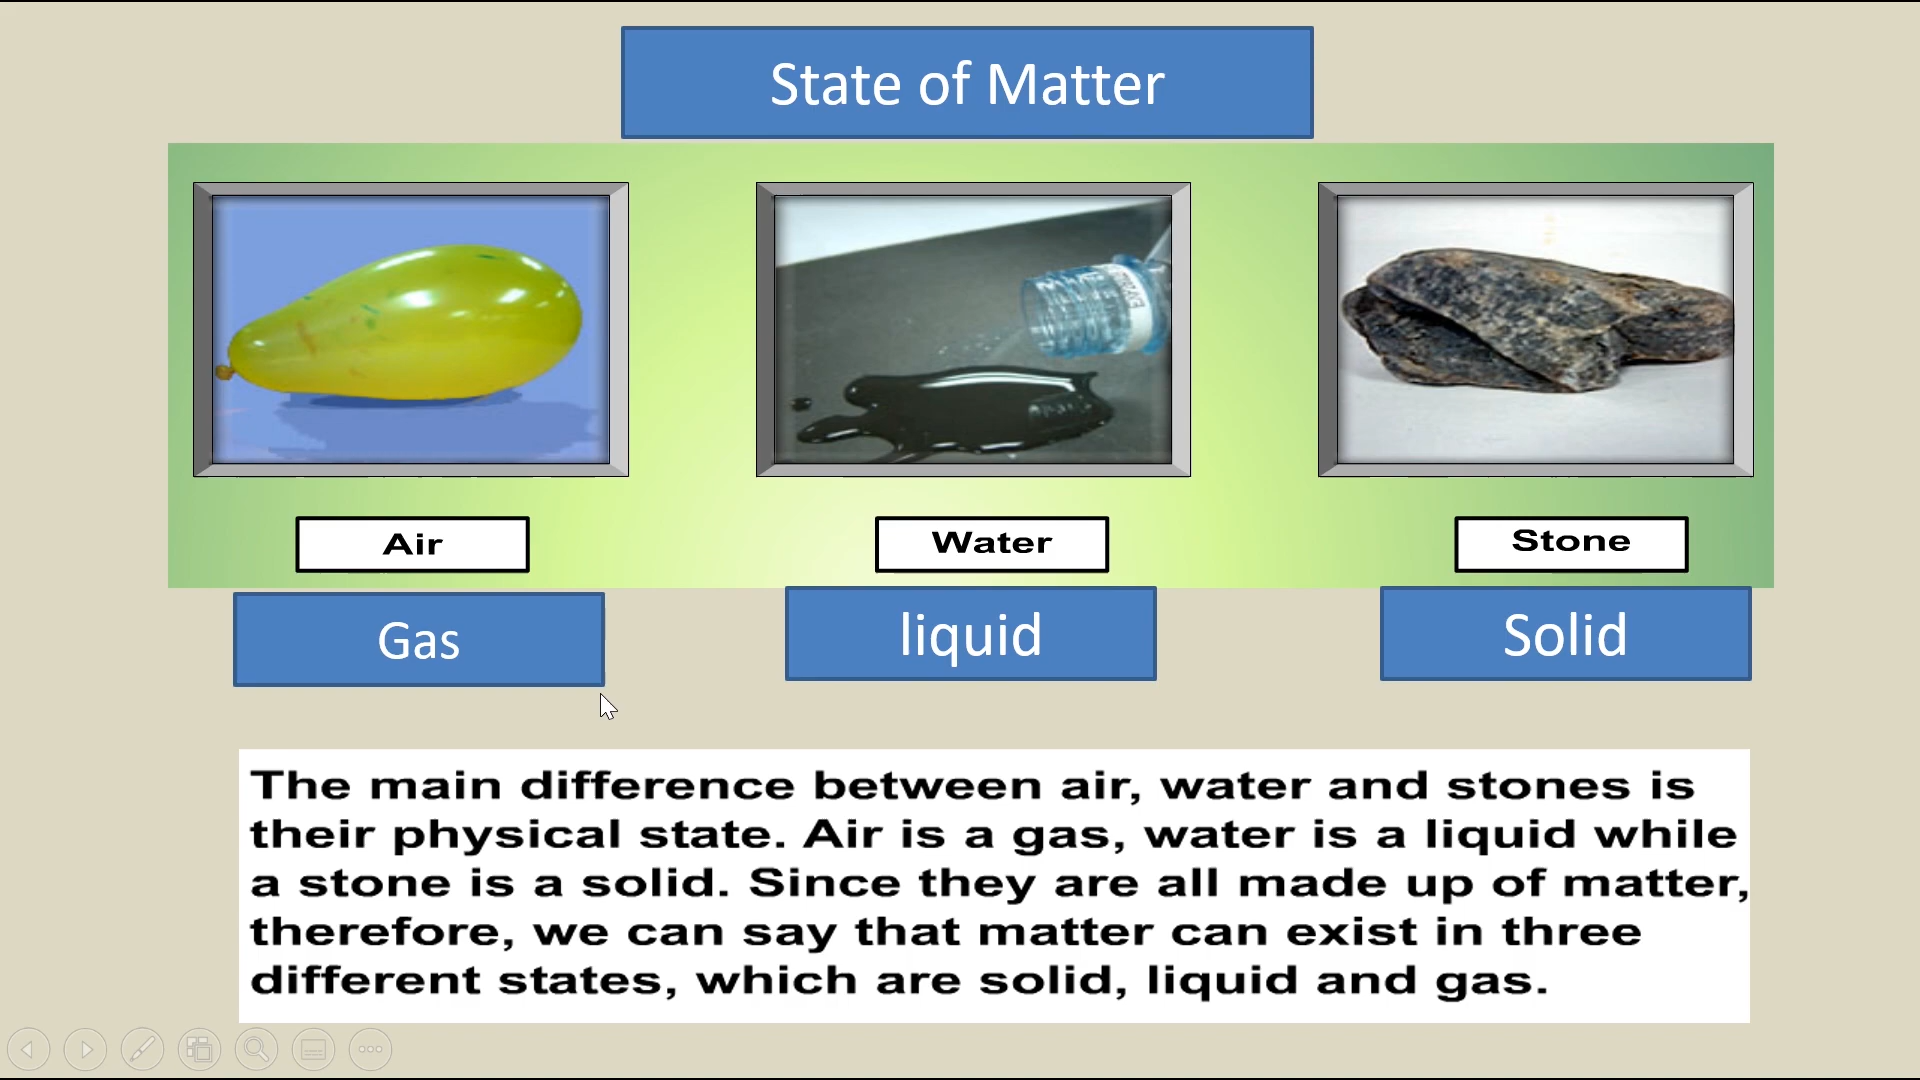 State of Matter
Air
Water
Stone
Gas
liquid
Solid
The main difference between air, water and stones is
their physical state. Air is a gas, water is a liquid while
a stone is a solid. Since they are all made up of matter,
therefore, we can say that matter can exist in three
different states, which are solid, liquid and gas.